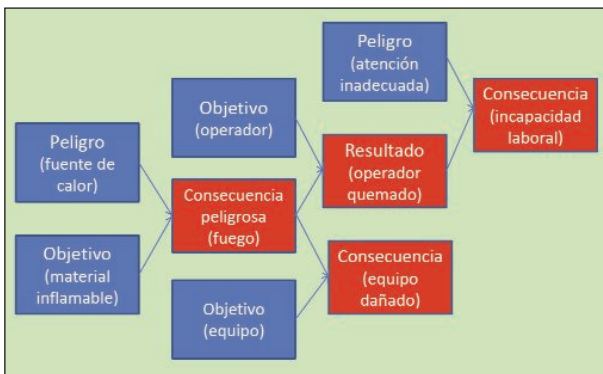 Peligro
(fuente de
calor)
Objetivo
(material
inflamable)
Objetivo
(operador)
Consecuencia
peligrosa
(fuego)
Objetivo
(equipo)
Peligro
(atención
inadecuada)
Resultado
(operador
quemado)
Consecuencia
(equipo
dañado)
Consecuencia
(incapacidad
laboral)